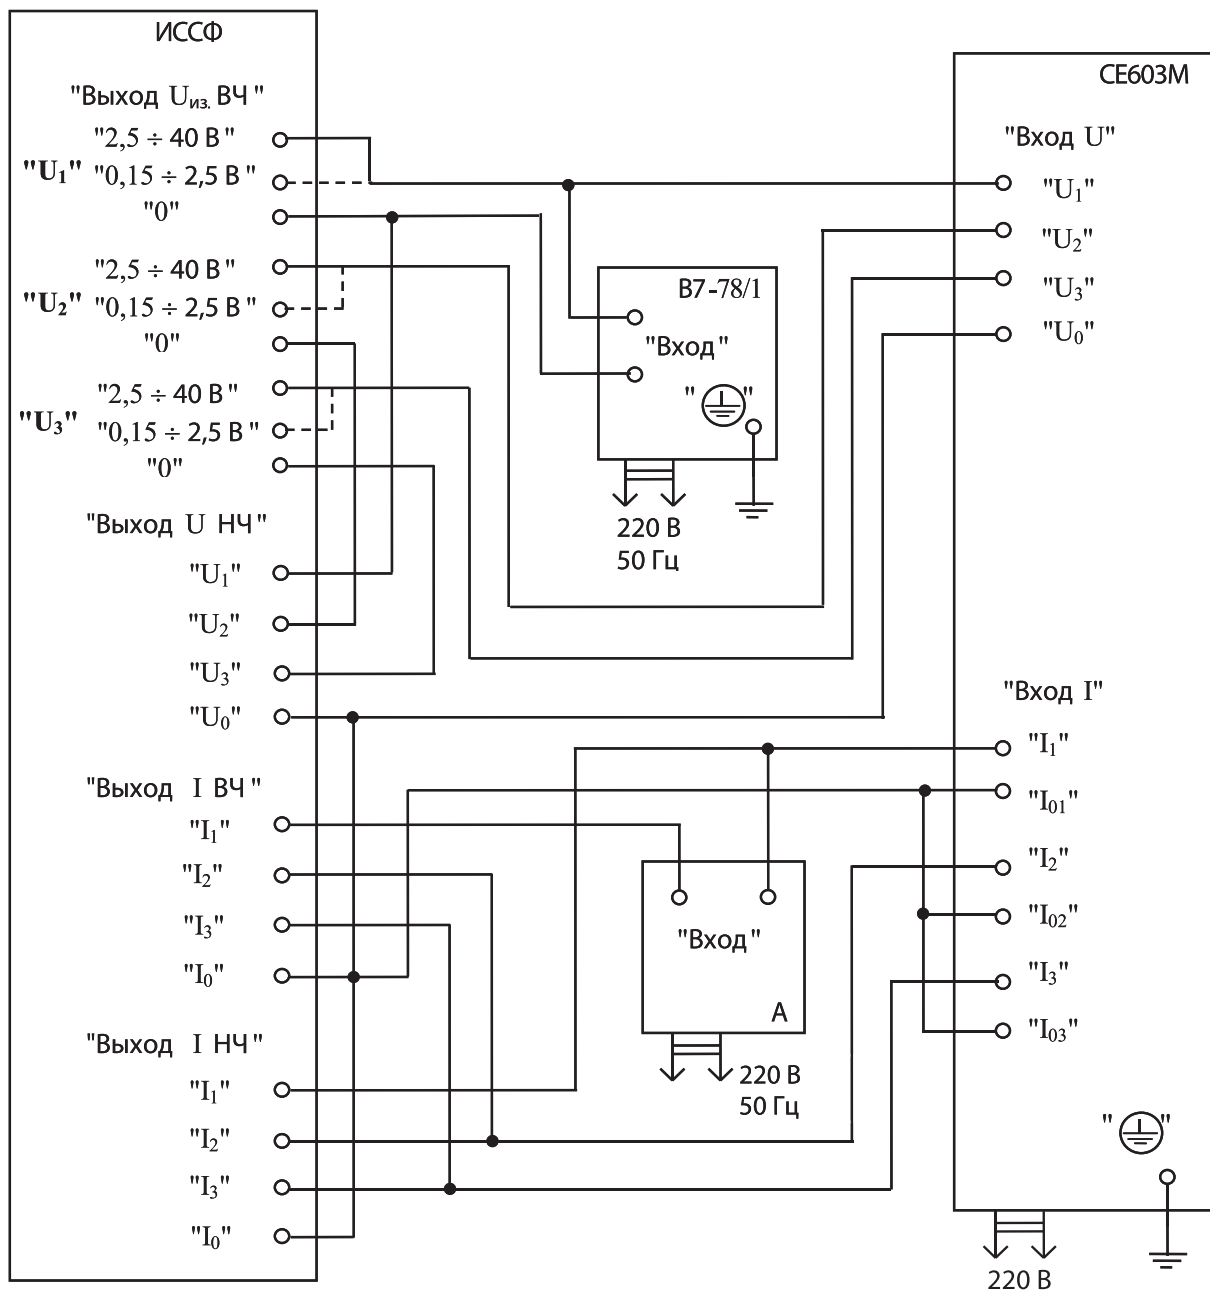 ИССФ
"Выход Uиз. ВЧ"
"2,5 ÷ 40 В"
"U1" "0,15 ÷ 2,5 В"
"0"
"2,5 ÷ 40 В"
"U2" "0,15 ÷ 2,5 В"
"0"
"2,5 ÷ 40 В"
"U3" "0,15 ÷ 2,5 В"
"0"
"Выход U НЧ"
"U1"
"U2"
"U3"
"U0"
"Выход I ВЧ"
"I1"
"I2"
"I3"
"I0"
"Выход I НЧ"
"I1"
"I2"
"I3"
"I0"
В7-78/1
"Вход"
" "
220 В
50 Гц
"Вход"
А
220 В
50 Гц
СЕ603М
"Вход U"
"U1"
"U2"
"U3"
"U0"
"Вход I"
"I1"
"I01"
"I2"
"I02"
"I3"
"I03"
" "
220 В